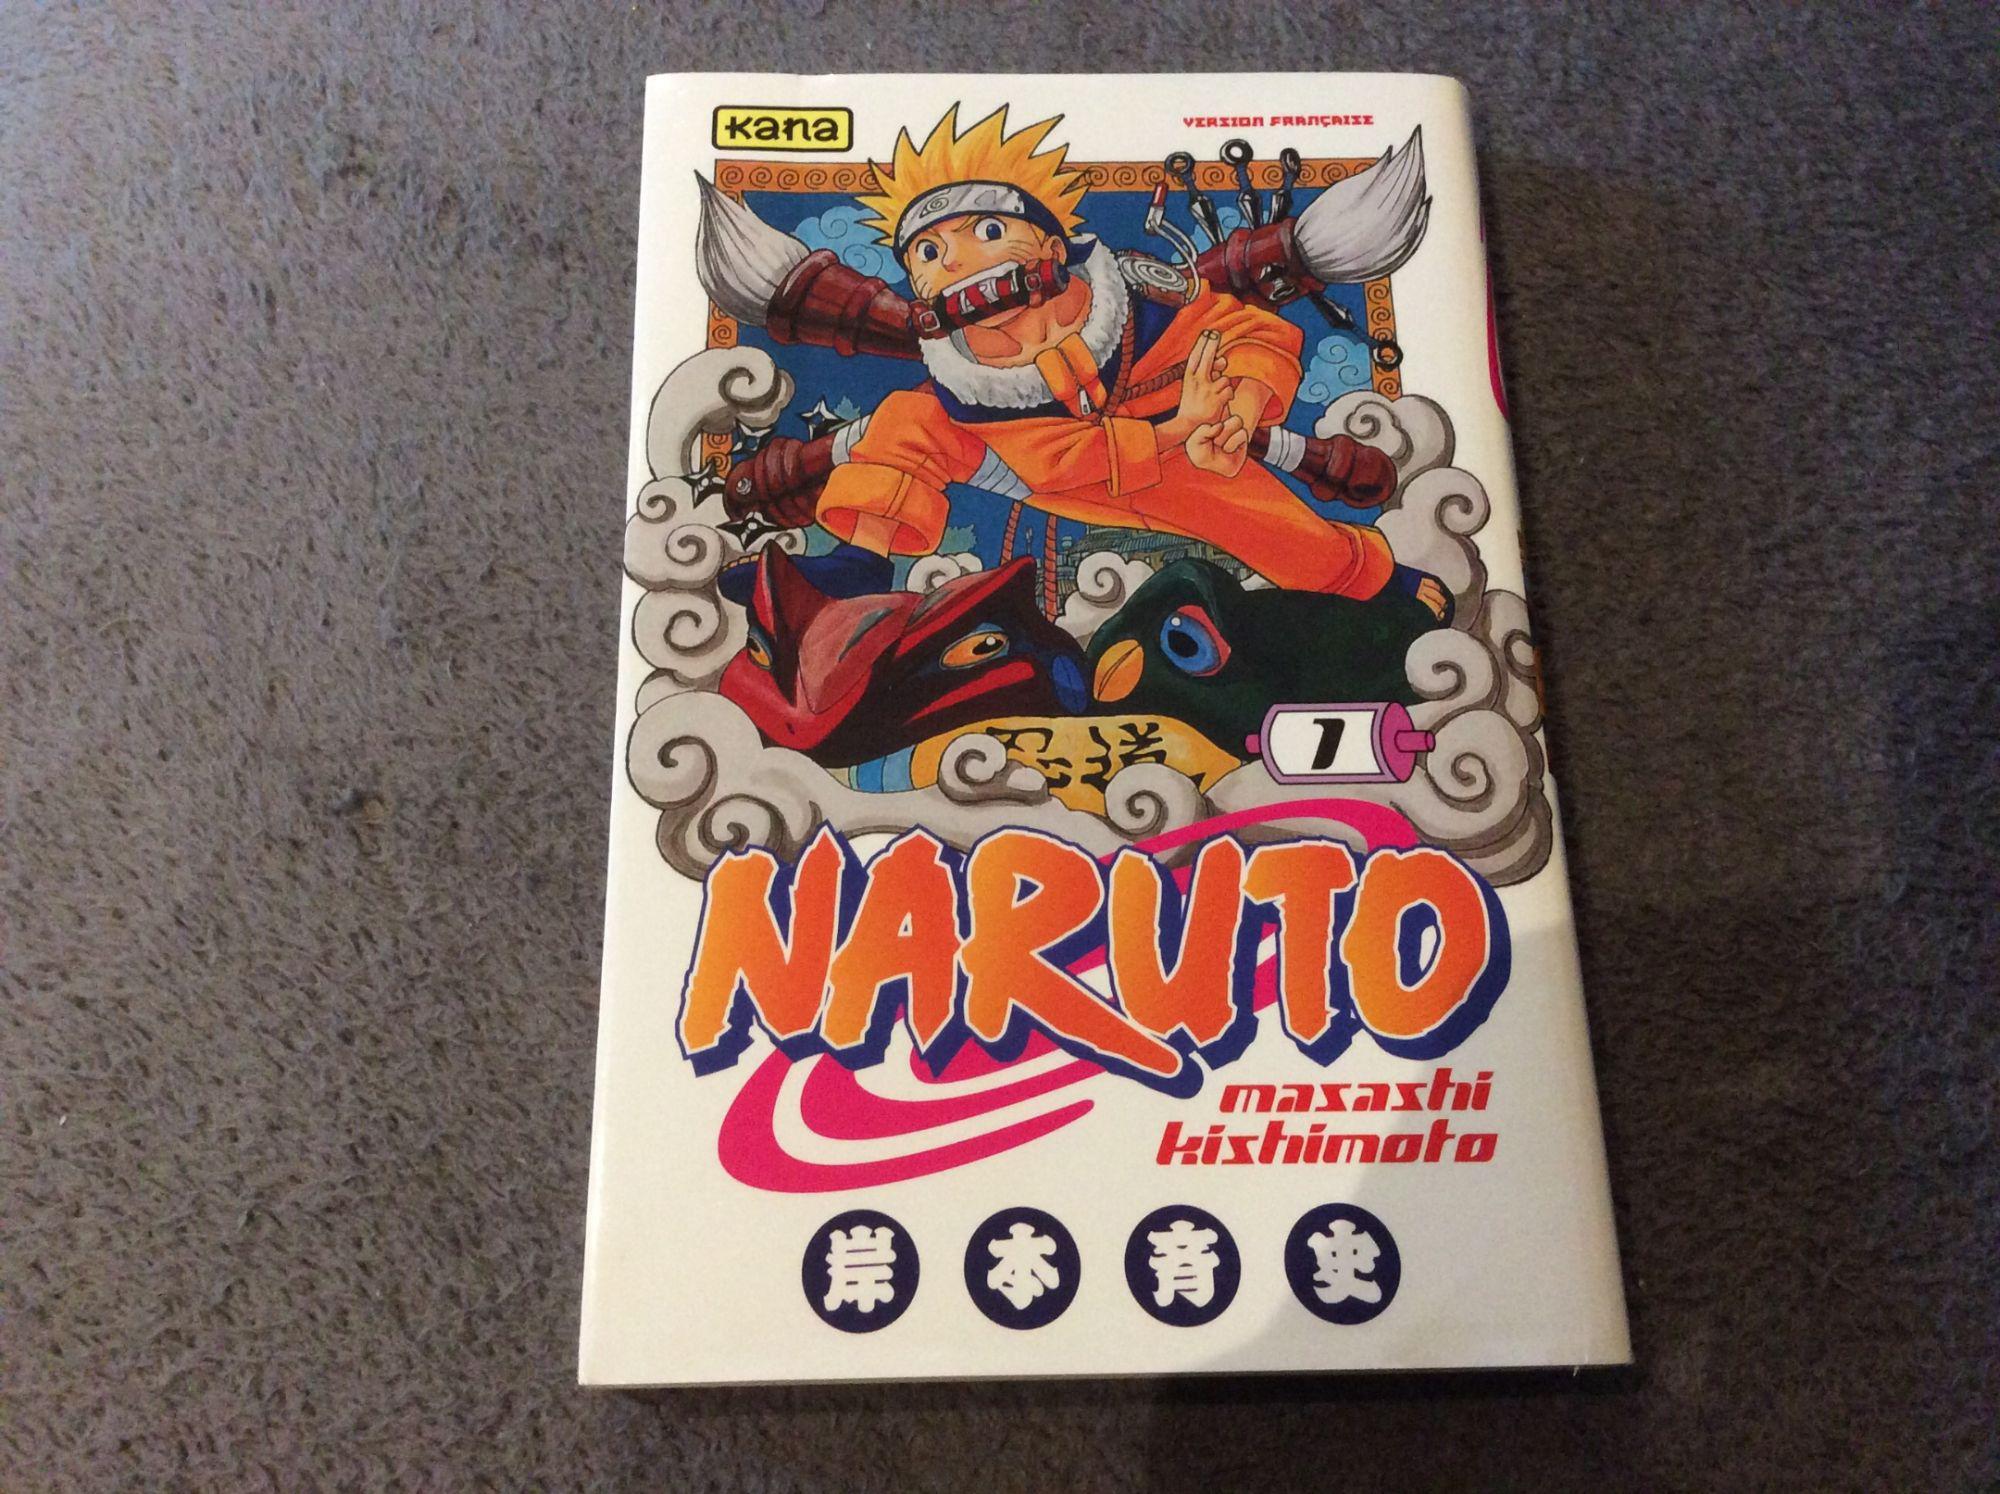 Kana
VERSION FRANÇAISE
1
NARUTO
masashi
kishimoto
岸本斉史